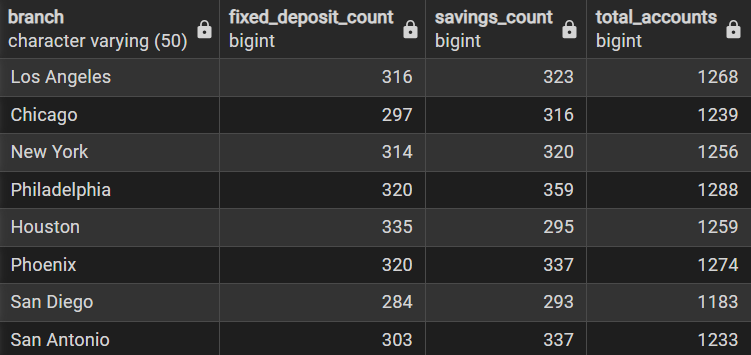 branch fixed_deposit_count savings_count total_accounts
character varying (50) bigint bigint bigint
Los Angeles 316 323 1268
Chicago 297 316 1239
New York 314 320 1256
Philadelphia 320 359 1288
Houston 335 295 1259
Phoenix 320 337 1274
San Diego 284 293 1183
San Antonio 303 337 1233